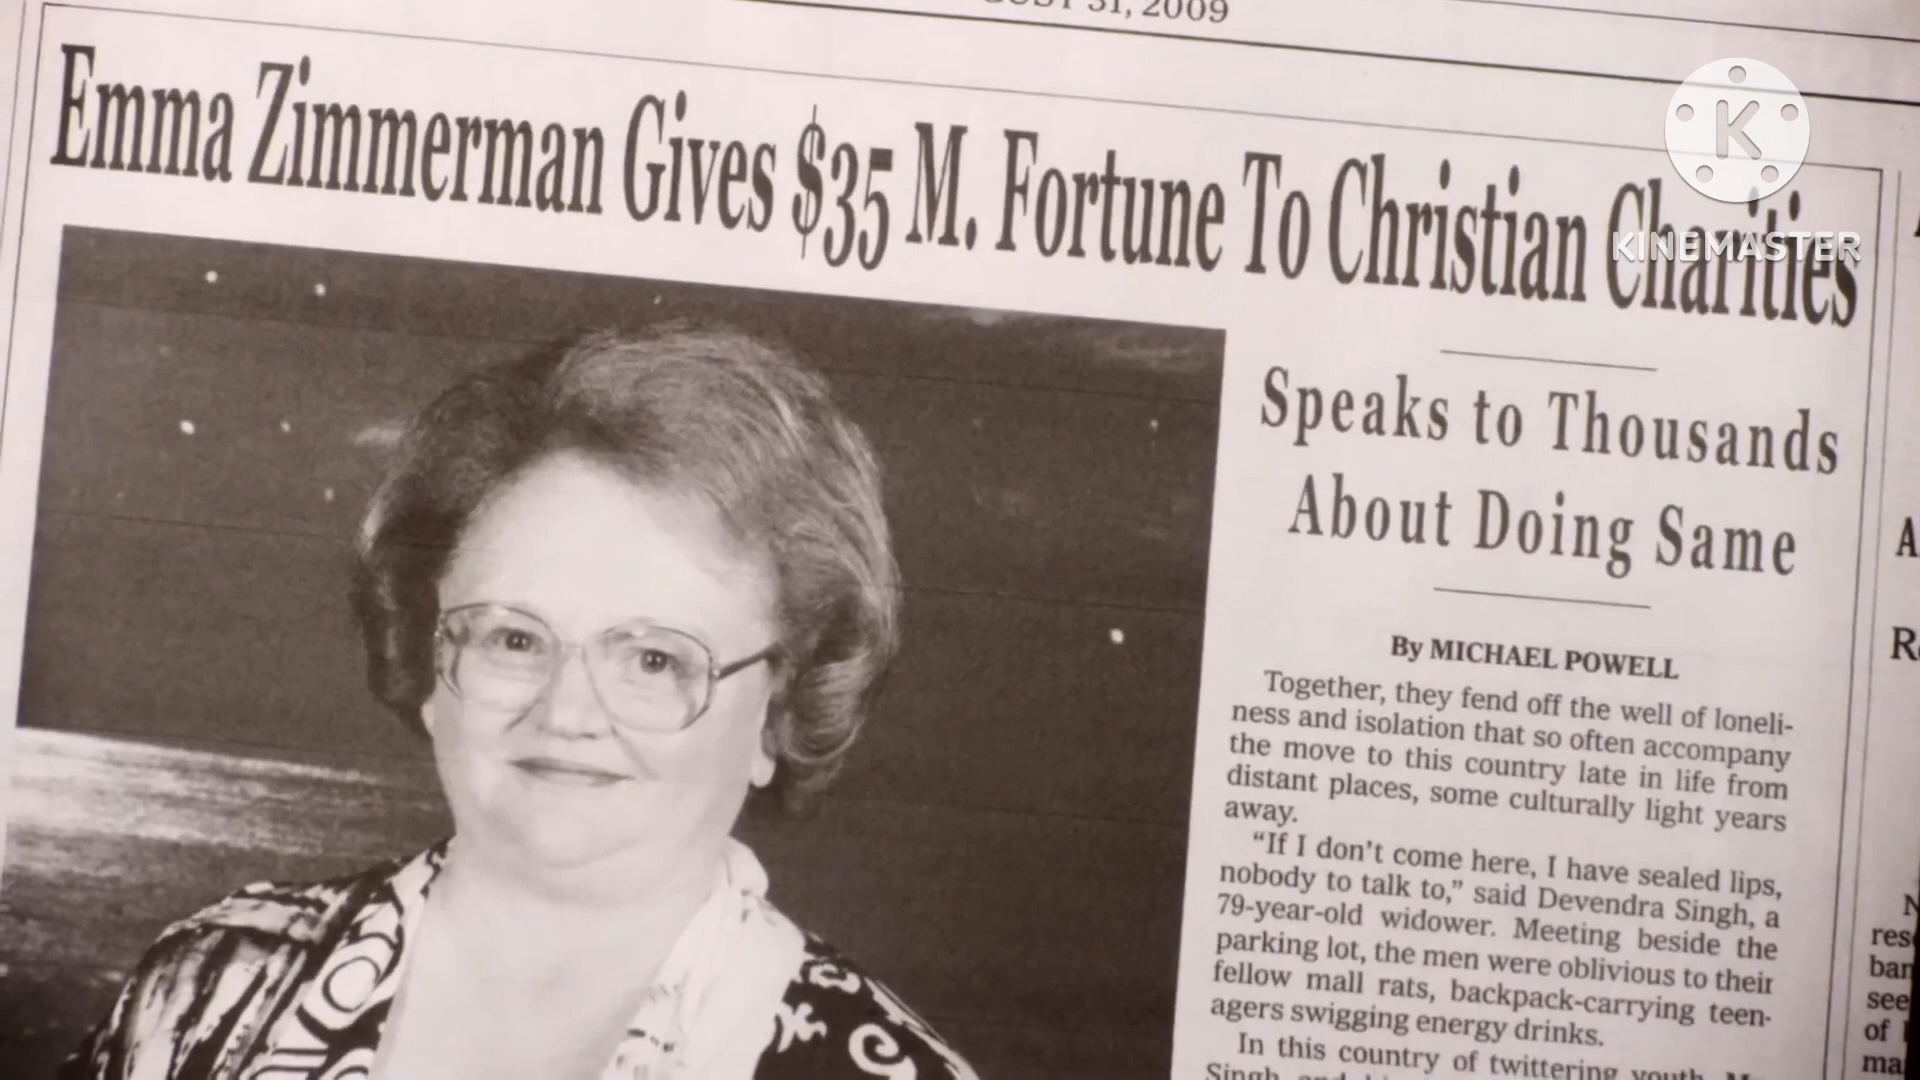 31, 2009
Emma Zimmerman Gives $35 M. Fortune To Christian Charities
K
KINEMASTER
Speaks to Thousands
About Doing Same
By MICHAEL POWELL
Together, they fend off the well of loneli-
ness and isolation that so often accompany
the move to this country late in life from
distant places, some culturally light years
away.
“If I don’t come here, I have sealed lips,
nobody to talk to,” said Devendra Singh, a
79-year-old widower. Meeting beside the
parking lot, the men were oblivious to their
fellow mall rats, backpack-carrying teen-
agers swigging energy drinks.
In this country of twittering youth,
Singh,